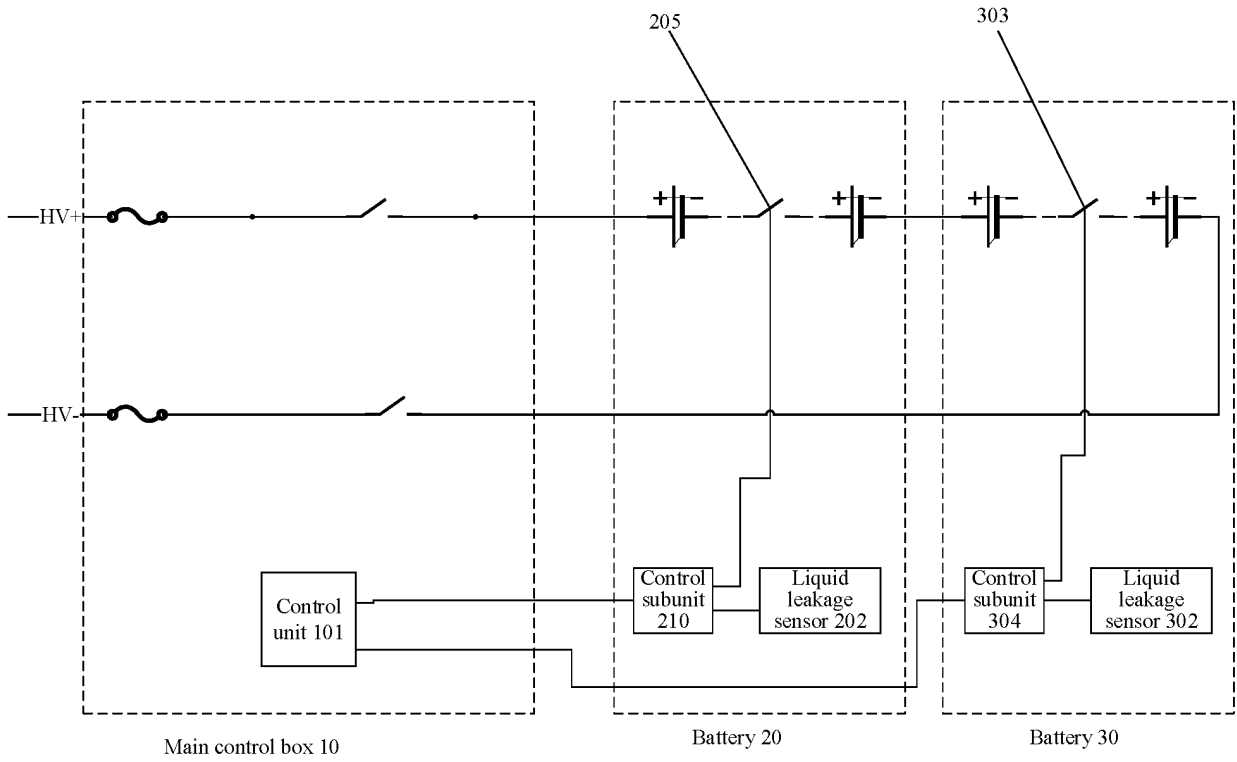 205
303
HV+
+
-
+
-
+
-
+
-
HV-
Control
unit 101
Control
subunit
210
Liquid
leakage
sensor 202
Control
subunit
304
Liquid
leakage
sensor 302
Main control box 10
Battery 20
Battery 30